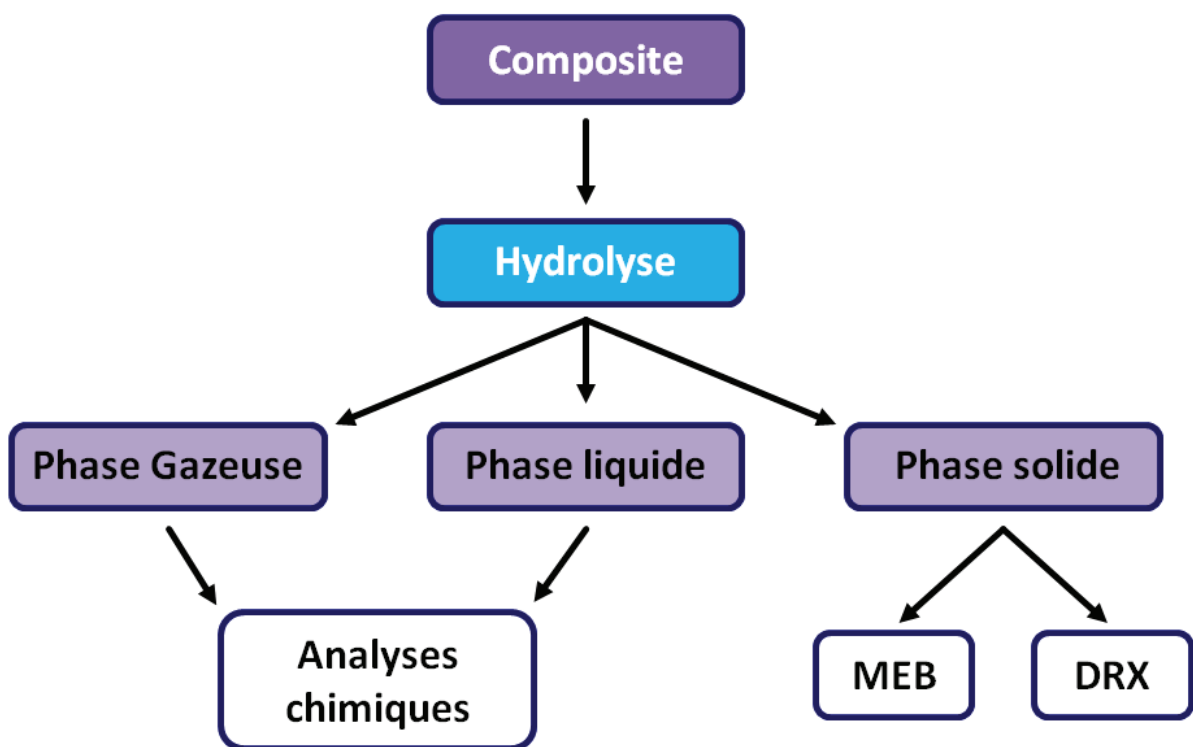 Composite
Hydrolyse
Phase Gazeuse
Phase liquide
Phase solide
Analyses
chimiques
MEB
DRX